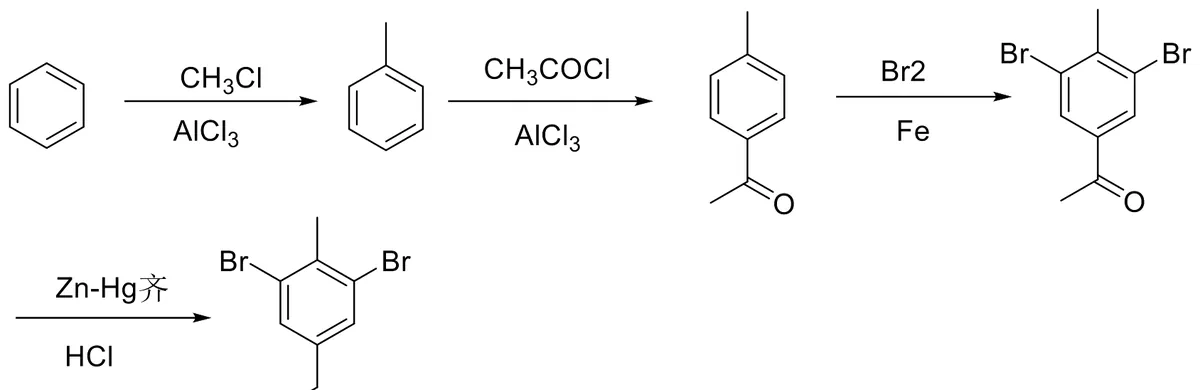 CH3Cl
AlCl3
CH3COCl
AlCl3
O
Br2
Fe
Br
Br
O
Zn-Hg齐
HCl
Br
Br